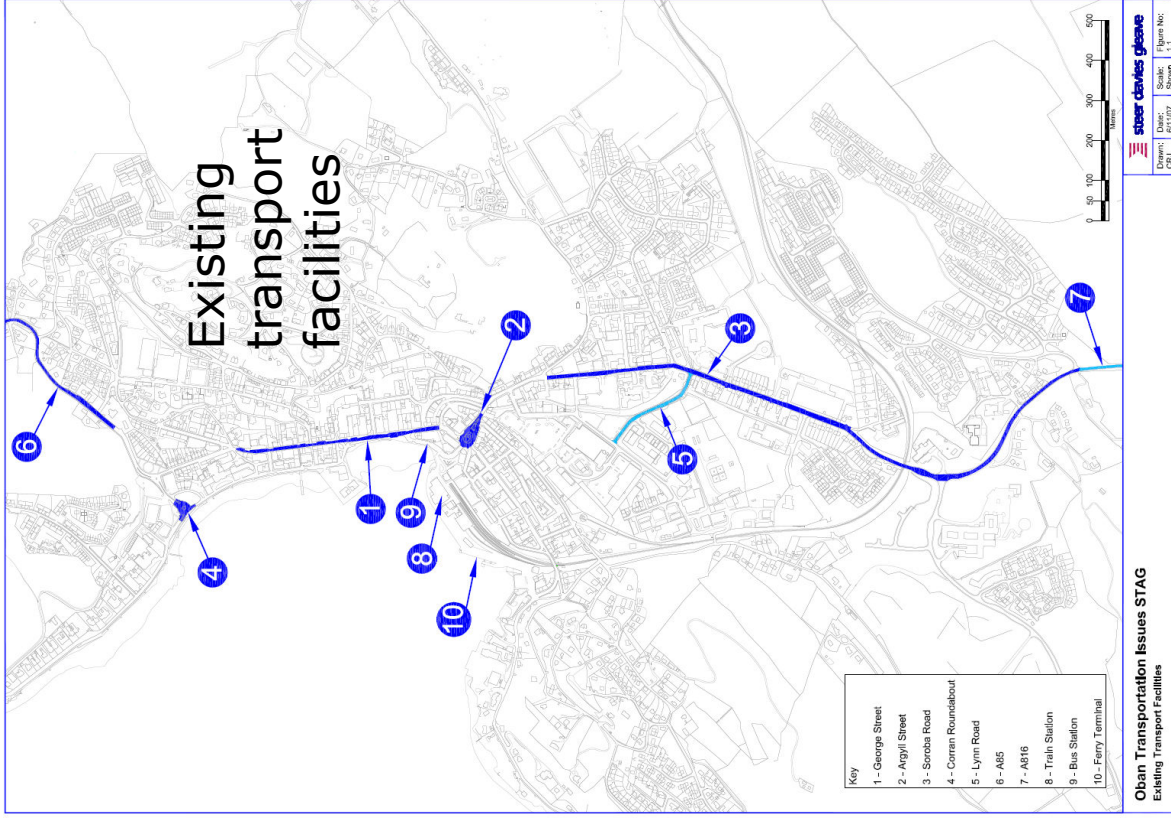 Existing
transport
facilities
6
4
1
9
8
10
2
5
3
7
Key
1 - George Street
2 - Argyll Street
3 - Soroba Road
4 - Corran Roundabout
5 - Lynn Road
6 - A85
7 - A816
8 - Train Station
9 - Bus Station
10 - Ferry Terminal
0 50 100 200 300 400 500
Metres
Oban Transportation Issues STAG
Existing Transport Facilities
steer davies gleave
Drawn:
Date:
Scale:
Figure No: